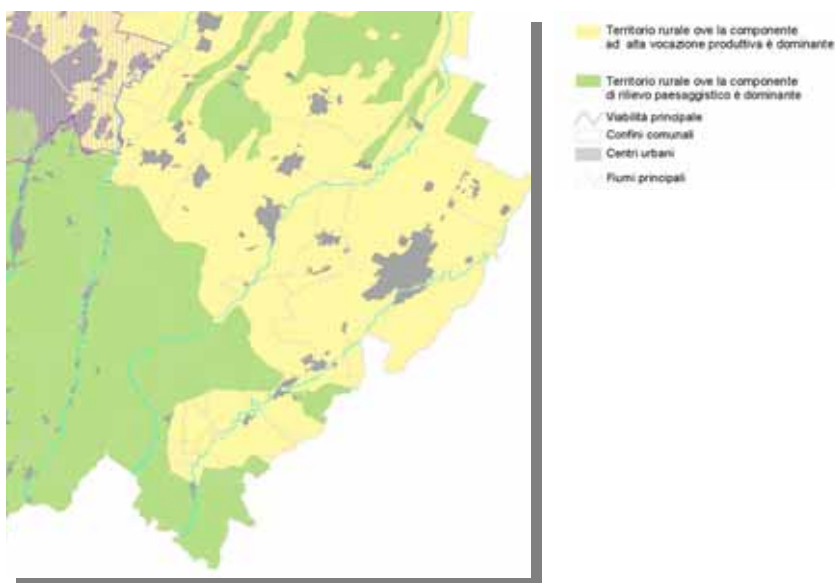 Territorio rurale ove la componente
ad alta vocazione produttiva è dominante
Territorio rurale ove la componente
di rilievo paesaggistico è dominante
Viabilità principale
Confini comunali
Centri urbani
Fiumi principali